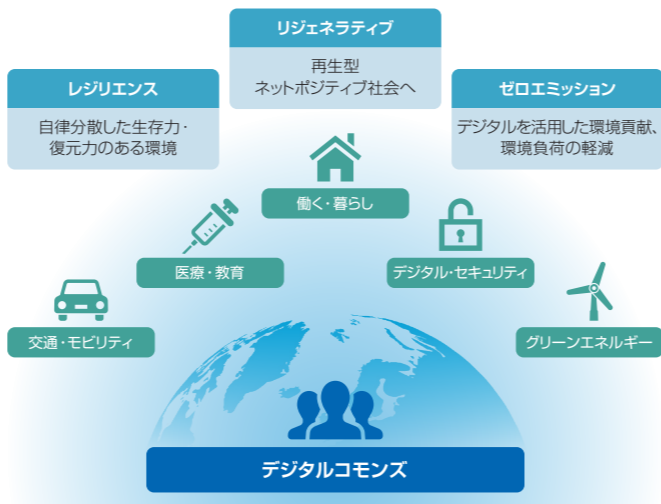 リジェネラティブ
再生型
ネットポジティブ社会へ
レジリエンス
自律分散した生存力・
復元力のある環境
ゼロエミッション
デジタルを活用した環境貢献、
環境負荷の軽減
働く・暮らし
医療・教育
デジタル・セキュリティ
交通・モビリティ
グリーンエネルギー
デジタルコモンズ